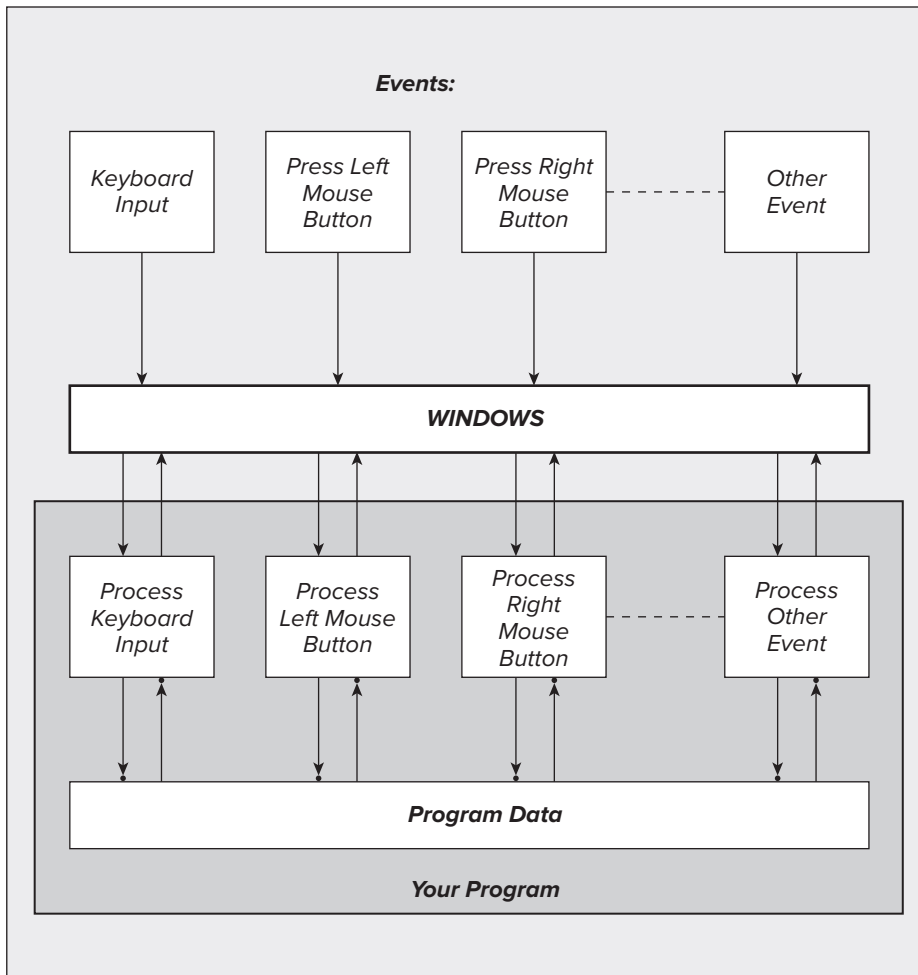 Events:
Keyboard
Input
Press Left
Mouse
Button
Press Right
Mouse
Button
Other
Event
WINDOWS
Process
Keyboard
Input
Process
Left Mouse
Button
Process
Right
Mouse
Button
Process
Other
Event
Program Data
Your Program